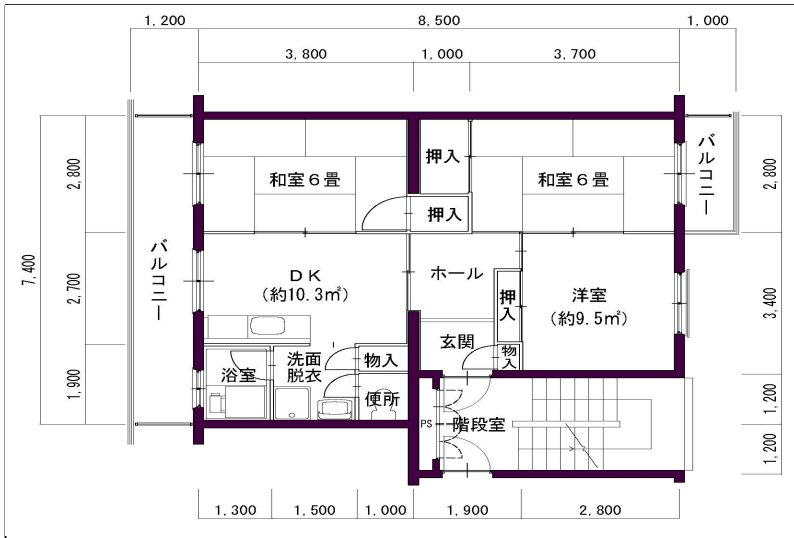 1,200
8,500
1,000
3,800
1,000
3,700
バルコニー
押入
2,800
和室6畳
和室6畳
2,800
押入
バルコニー
7,400
DK
(約10.3㎡)
ホール
洋室
(約9.5㎡)
押入
2,700
3,400
玄関
物入
洗面
脱衣
物入
浴室
便所
1,900
PS
階段室
1,200
1,200
1,300
1,500
1,000
1,900
2,800